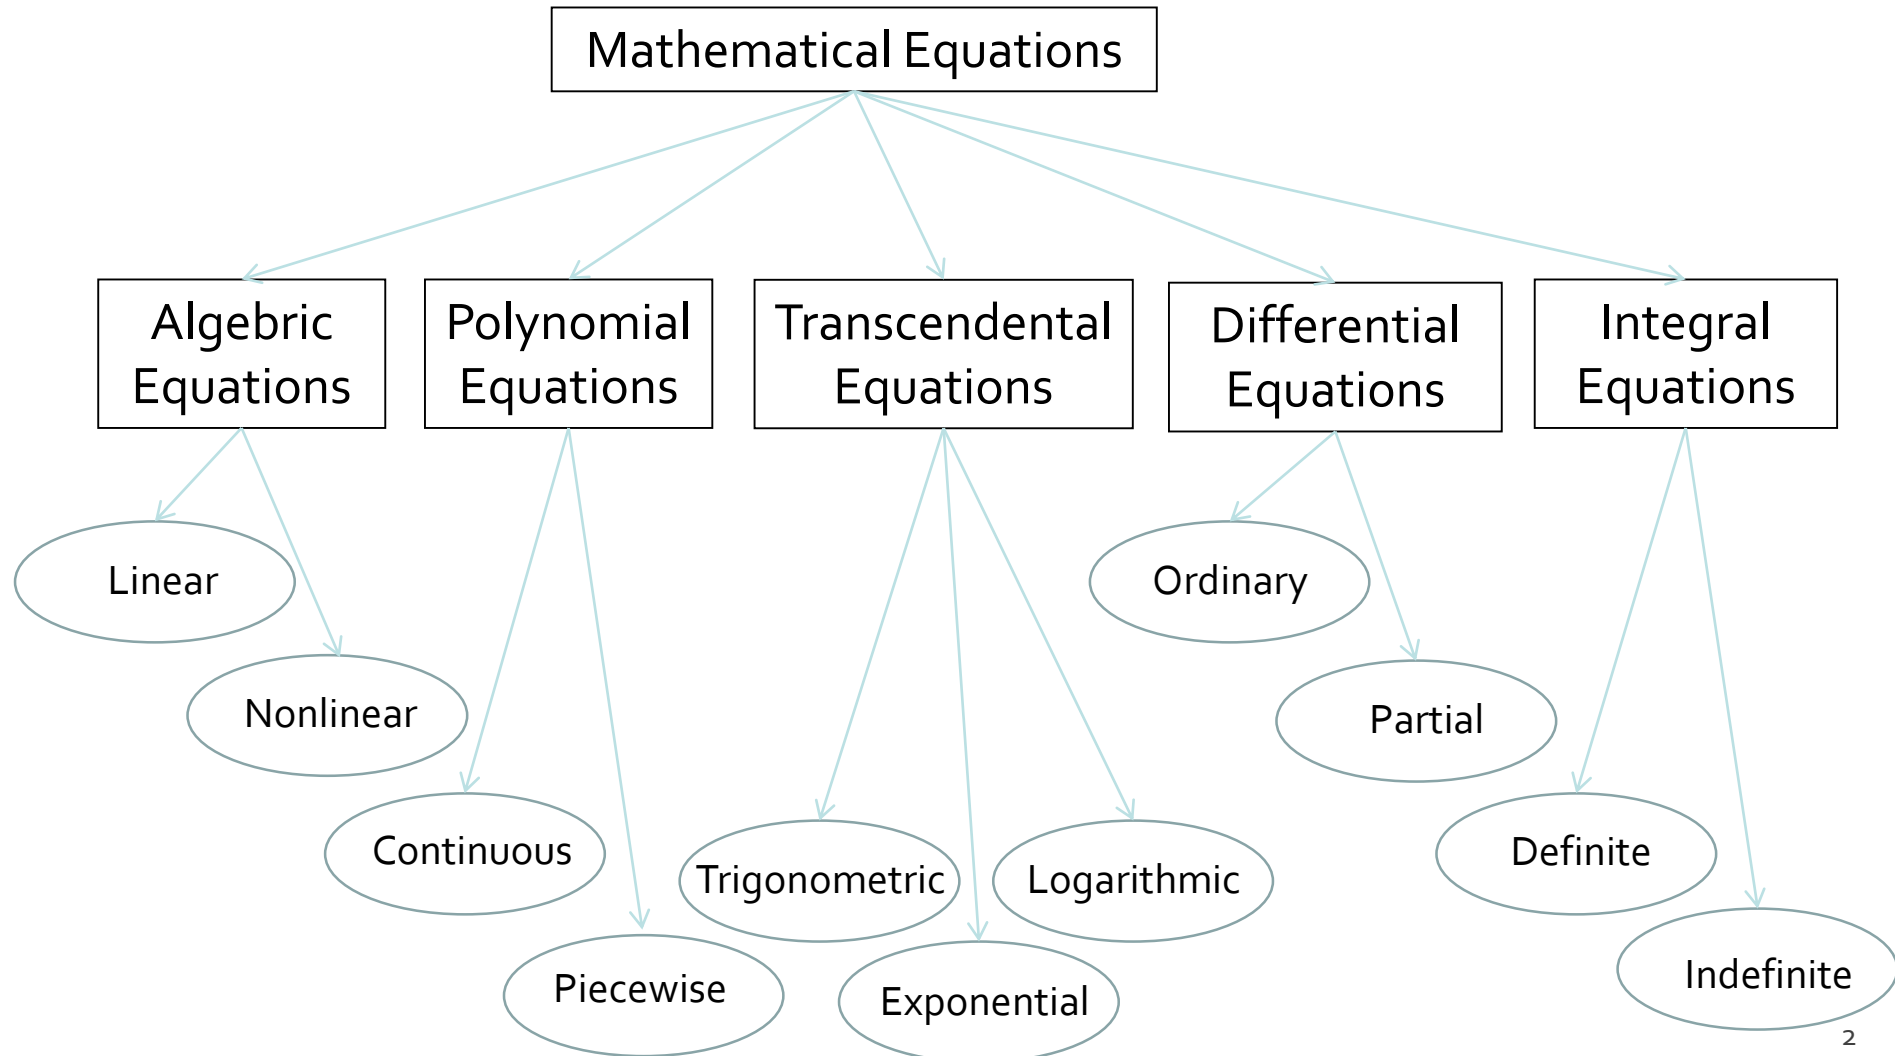 Mathematical Equations
Algebric
Equations
Polynomial
Equations
Transcendental
Equations
Differential
Equations
Integral
Equations
Linear
Nonlinear
Continuous
Piecewise
Trigonometric
Exponential
Logarithmic
Ordinary
Partial
Definite
Indefinite
2